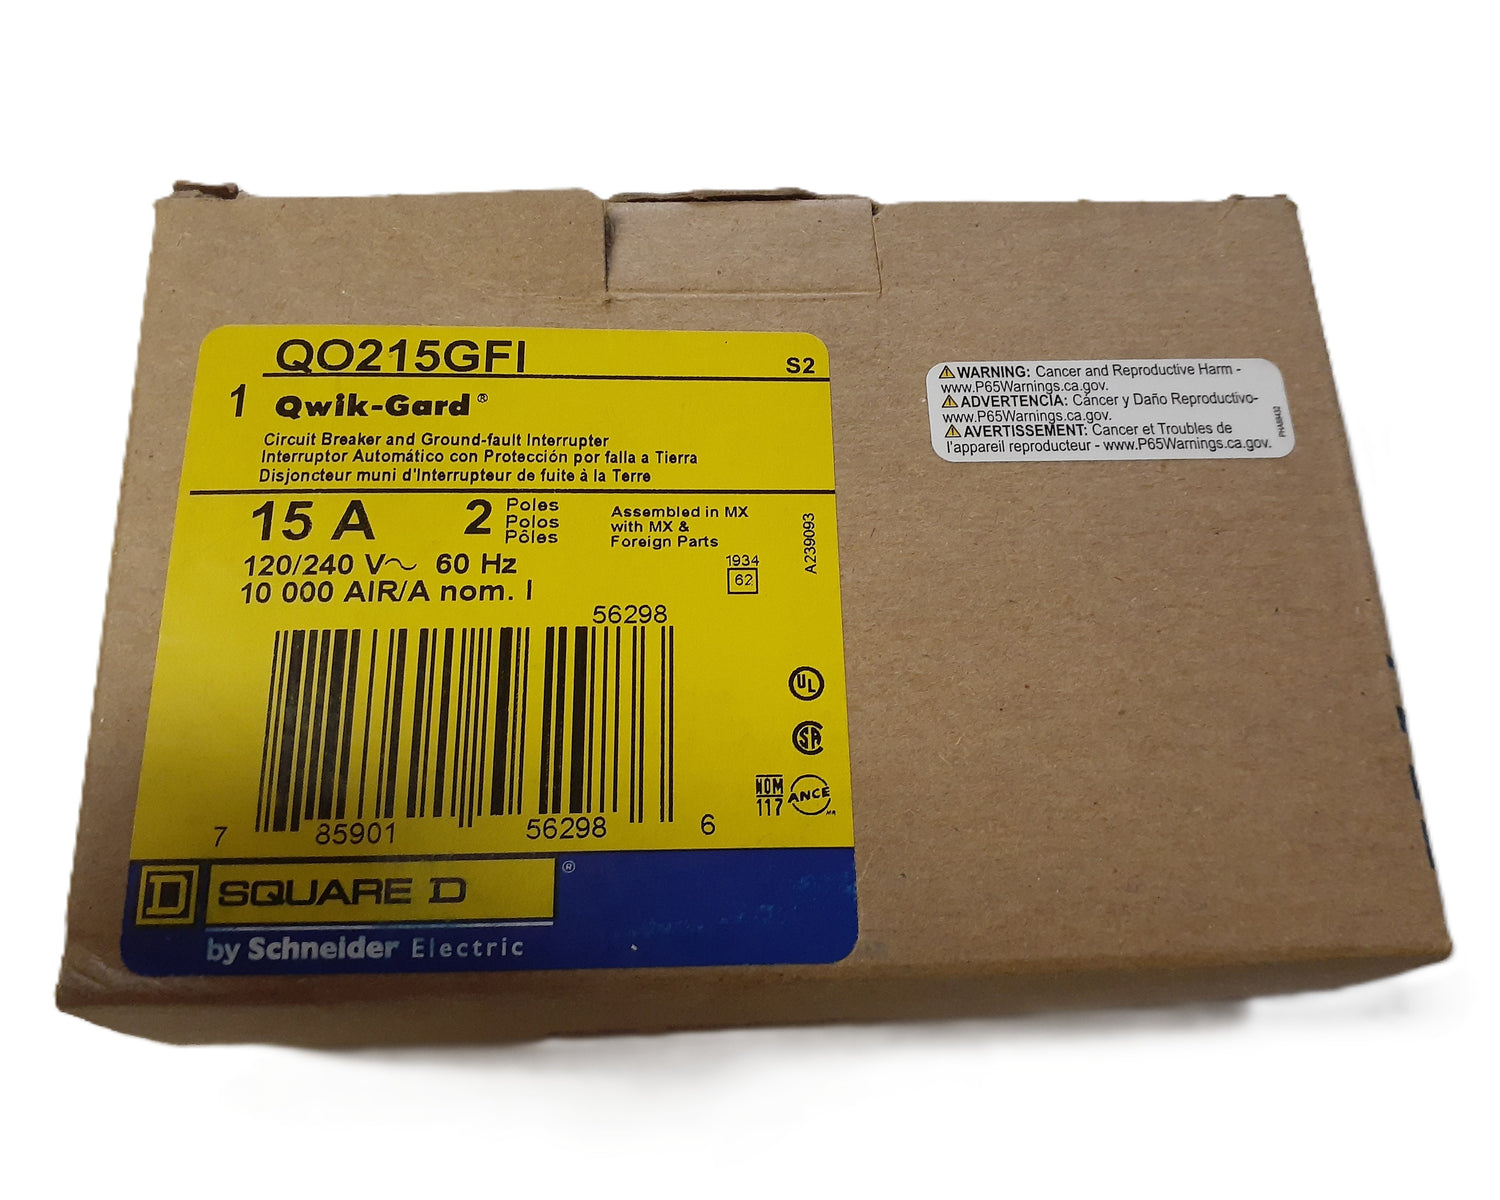 QO215GFI
S2
1 Qwik-Gard®
Circuit Breaker and Ground-fault Interrupter
Interruptor Automático con Protección por falla a Tierra
Disjoncteur muni d'Interrupteur de fuite à la Terre
15 A
2
Poles
Polos
Pôles
120/240 V~ 60 Hz
10 000 AIR/A nom. I
Assembled in MX
with MX &
Foreign Parts
1934
62
A239093
56298
7 85901 56298 6
UL
SA
NOM
117
ANCE
MR
D SQUARE D ®
by Schneider Electric
WARNING: Cancer and Reproductive Harm -
www.P65Warnings.ca.gov.
ADVERTENCIA: Cáncer y Daño Reproductivo-
www.P65Warnings.ca.gov.
AVERTISSEMENT: Cancer et Troubles de
l'appareil reproducteur - www.P65Warnings.ca.gov.